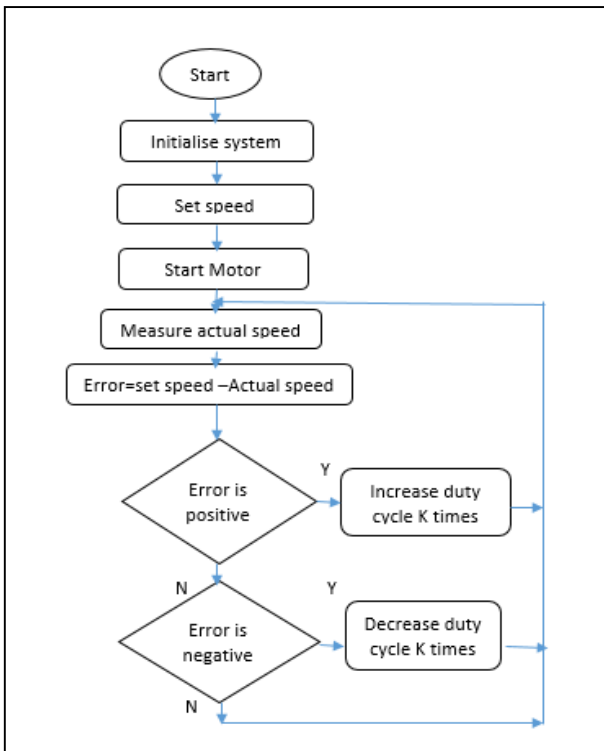 Start
Initialise system
Set speed
Start Motor
Measure actual speed
Error=set speed –Actual speed
Y
Error is
positive
Increase duty
cycle K times
N
Y
Error is
negative
Decrease duty
cycle K times
N